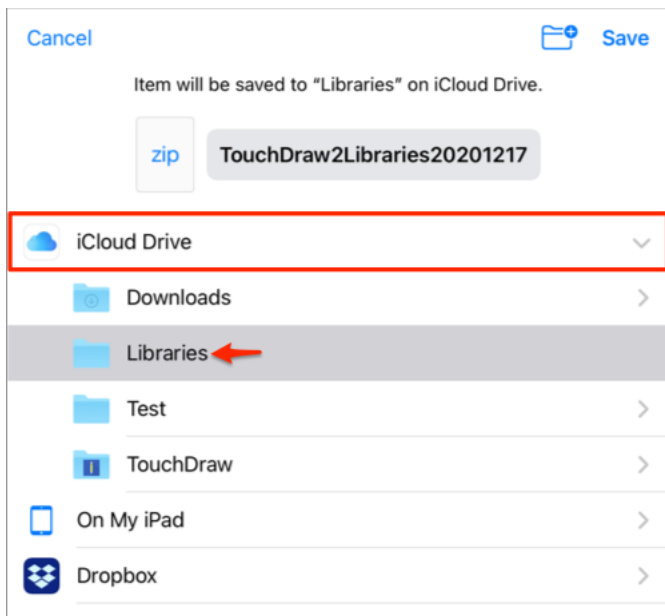 Cancel Save
Item will be saved to “Libraries” on iCloud Drive.
zip TouchDraw2Libraries20201217
iCloud Drive
Downloads
Libraries
Test
TouchDraw
On My iPad
Dropbox